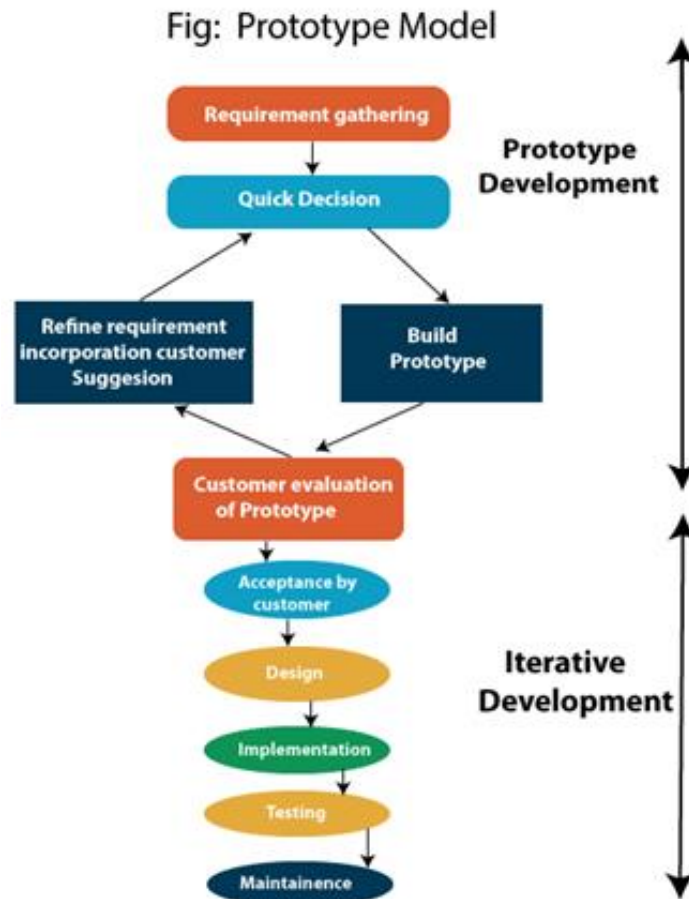 Fig: Prototype Model
Requirement gathering
Prototype
Development
Quick Decision
Refine requirement
incorporation customer
Suggesion
Build
Prototype
Customer evaluation
of Prototype
Acceptance by
customer
Design
Iterative
Development
Implementation
Testing
Maintainence